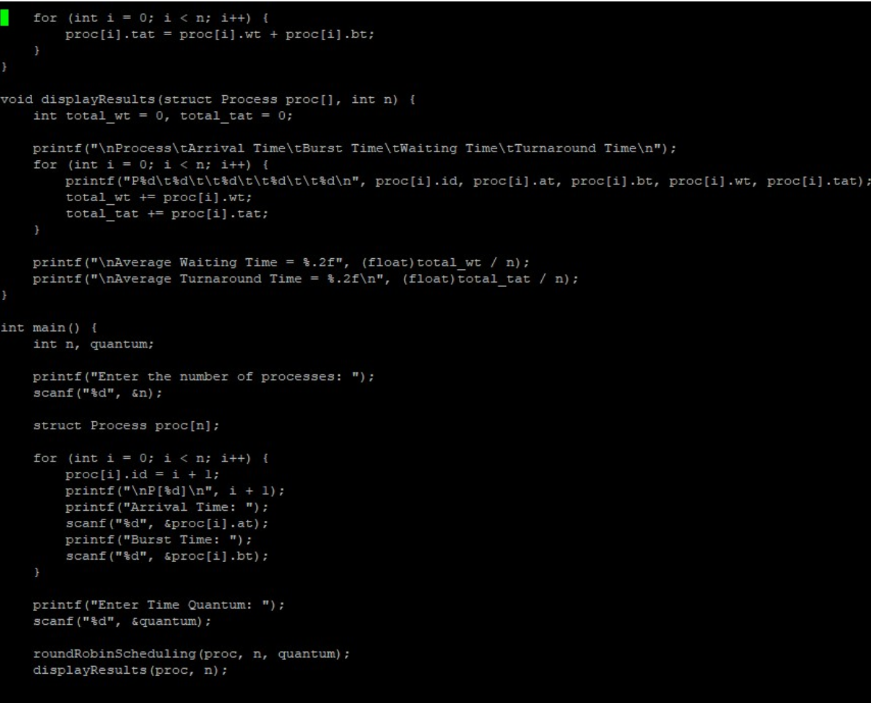 for (int i = 0; i < n; i++) {
        proc[i].tat = proc[i].wt + proc[i].bt;
    }
}

void displayResults(struct Process proc[], int n) {
    int total_wt = 0, total_tat = 0;

    printf("\nProcess\tArrival Time\tBurst Time\tWaiting Time\tTurnaround Time\n");
    for (int i = 0; i < n; i++) {
        printf("P%d\t%d\t\t%d\t\t%d\t\t%d\n", proc[i].id, proc[i].at, proc[i].bt, proc[i].wt, proc[i].tat);
        total_wt += proc[i].wt;
        total_tat += proc[i].tat;
    }

    printf("\nAverage Waiting Time = %.2f", (float)total_wt / n);
    printf("\nAverage Turnaround Time = %.2f\n", (float)total_tat / n);
}

int main() {
    int n, quantum;

    printf("Enter the number of processes: ");
    scanf("%d", &n);

    struct Process proc[n];

    for (int i = 0; i < n; i++) {
        proc[i].id = i + 1;
        printf("\nP[%d]\n", i + 1);
        printf("Arrival Time: ");
        scanf("%d", &proc[i].at);
        printf("Burst Time: ");
        scanf("%d", &proc[i].bt);
    }

    printf("Enter Time Quantum: ");
    scanf("%d", &quantum);

    roundRobinScheduling(proc, n, quantum);
    displayResults(proc, n);